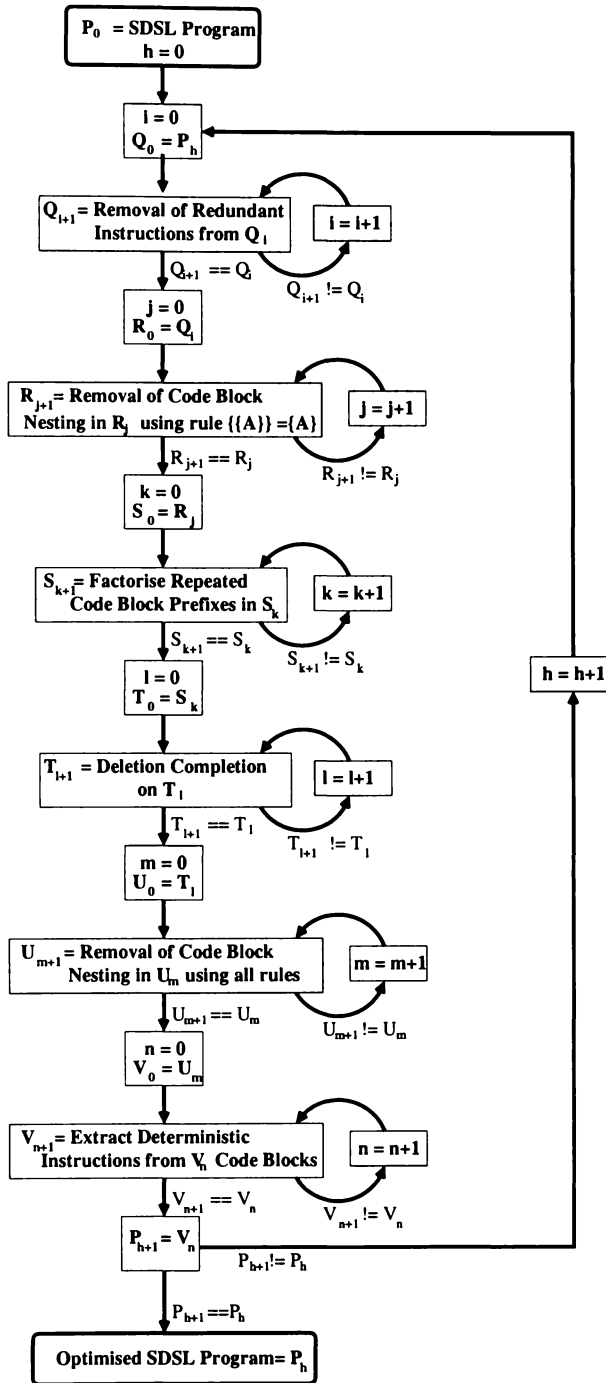 P₀ = SDSL Program
h = 0
i = 0
Q₀ = Pₕ
Qᵢ₊₁ = Removal of Redundant
Instructions from Qᵢ
i = i+1
Qᵢ₊₁ == Qᵢ
Qᵢ₊₁ != Qᵢ
j = 0
R₀ = Qᵢ
Rⱼ₊₁ = Removal of Code Block
Nesting in Rⱼ using rule {{A}} ={A}
j = j+1
Rⱼ₊₁ == Rⱼ
Rⱼ₊₁ != Rⱼ
k = 0
S₀ = Rⱼ
Sₖ₊₁= Factorise Repeated
Code Block Prefixes in Sₖ
k = k+1
Sₖ₊₁ == Sₖ
Sₖ₊₁ != Sₖ
h = h+1
l = 0
T₀ = Sₖ
Tₗ₊₁ = Deletion Completion
on Tₗ
l = l+1
Tₗ₊₁ == Tₗ
Tₗ₊₁ != Tₗ
m = 0
U₀ = Tₗ
Uₘ₊₁ = Removal of Code Block
Nesting in Uₘ using all rules
m = m+1
Uₘ₊₁ == Uₘ
Uₘ₊₁ != Uₘ
n = 0
V₀ = Uₘ
Vₙ₊₁= Extract Deterministic
Instructions from Vₙ Code Blocks
n = n+1
Vₙ₊₁ == Vₙ
Vₙ₊₁ != Vₙ
Pₕ₊₁ = Vₙ
Pₕ₊₁!= Pₕ
Pₕ₊₁ ==Pₕ
Optimised SDSL Program= Pₕ